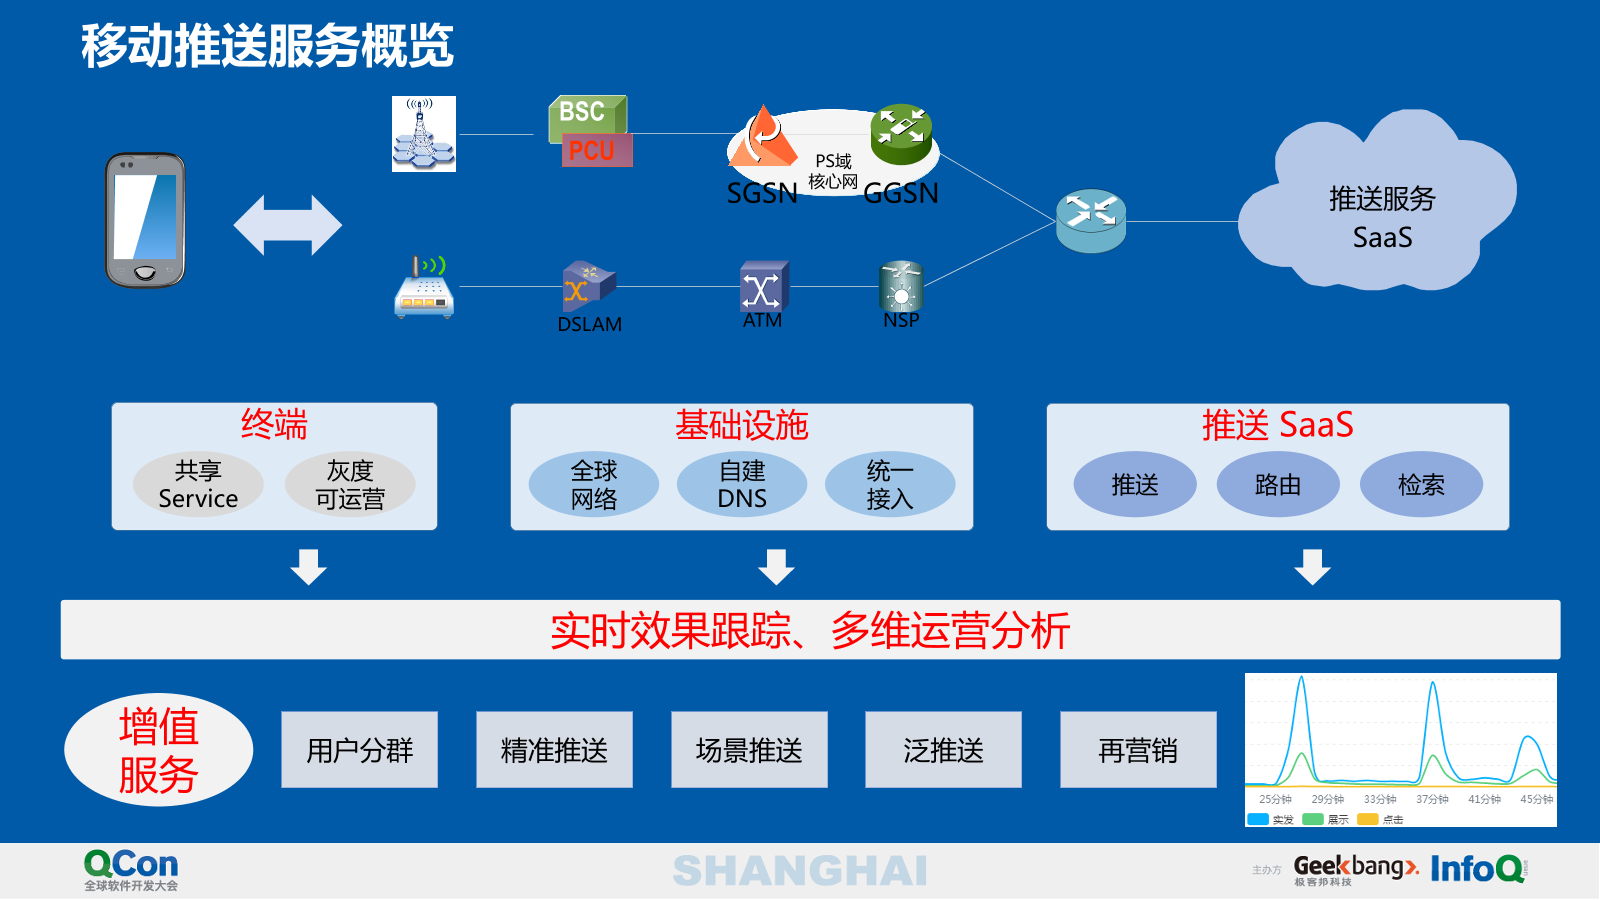 移动推送服务概览
BSC
PCU
PS域
核心网
SGSN
GGSN
推送服务
SaaS
DSLAM
ATM
NSP
终端
共享
Service
灰度
可运营
基础设施
全球
网络
自建
DNS
统一
接入
推送 SaaS
推送
路由
检索
实时效果跟踪、多维运营分析
增值
服务
用户分群
精准推送
场景推送
泛推送
再营销
25分钟 29分钟 33分钟 37分钟 41分钟 45分钟
实发 展示 点击
QCon
全球软件开发大会
SHANGHAI
主办方
Geekbang>.
极客邦科技
InfoQ